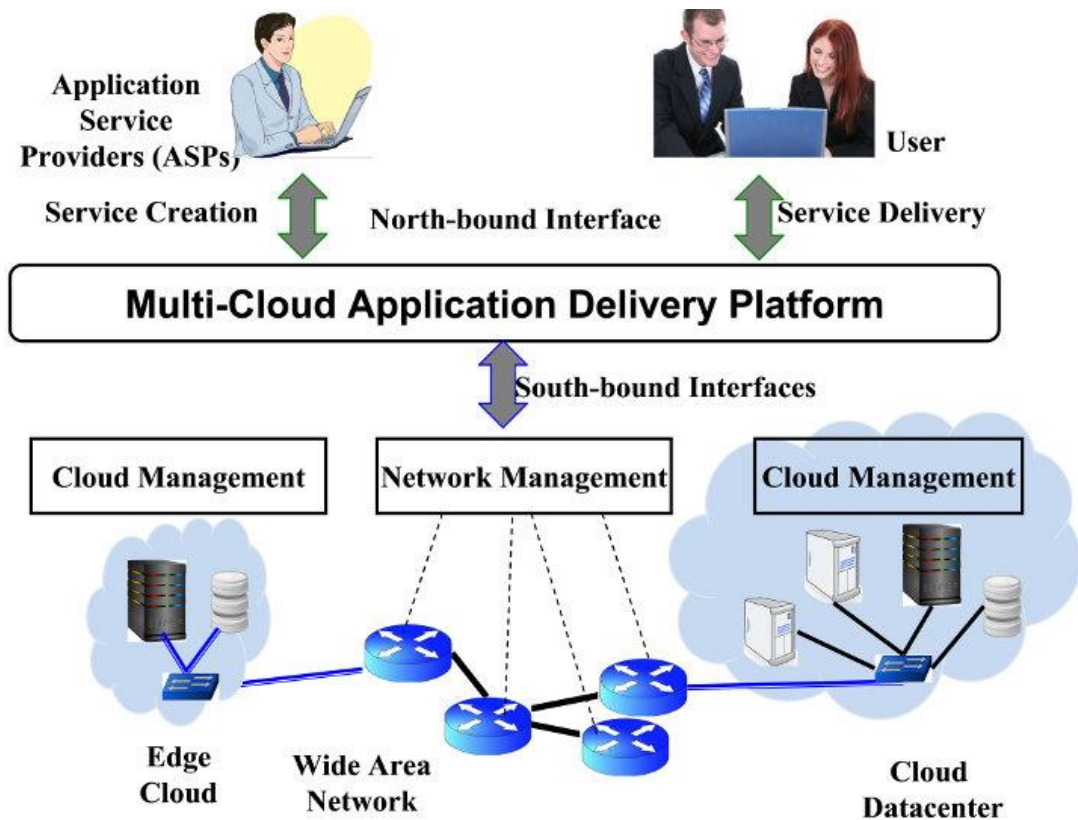 Application
Service
Providers (ASPs)
User
Service Creation
North-bound Interface
Service Delivery
Multi-Cloud Application Delivery Platform
South-bound Interfaces
Cloud Management
Network Management
Cloud Management
Edge
Cloud
Wide Area
Network
Cloud
Datacenter